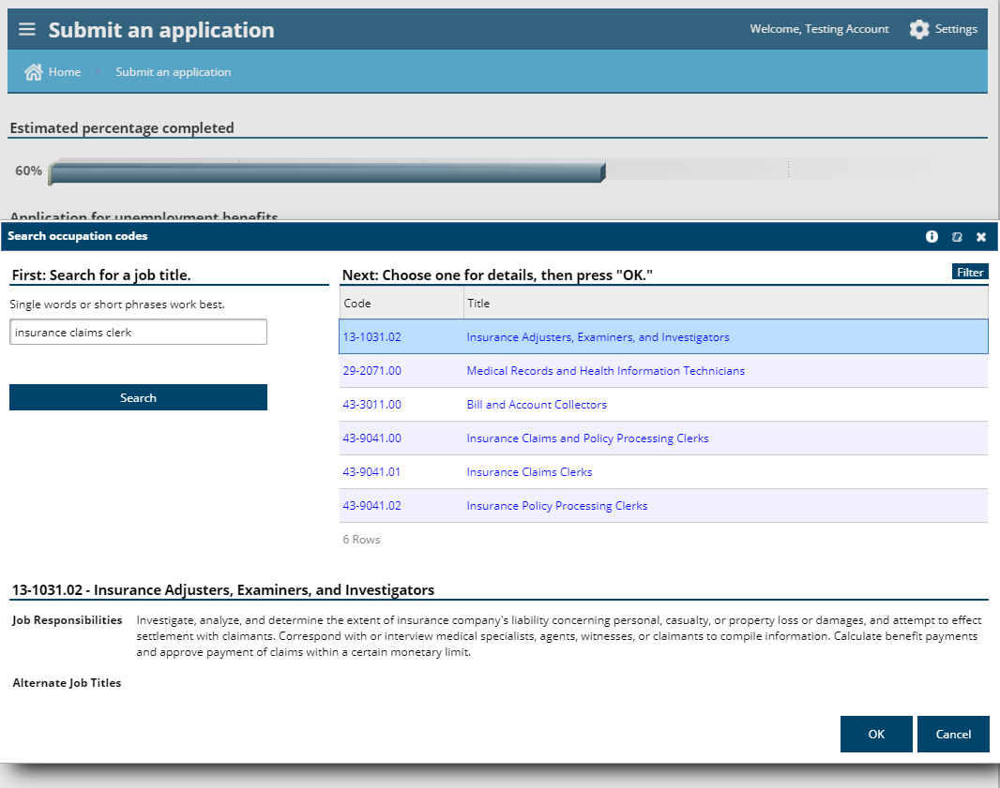 Submit an application
Welcome, Testing Account
Settings
Home
Submit an application
Estimated percentage completed
60%
Application for unemployment benefits
Search occupation codes
First: Search for a job title.
Single words or short phrases work best.
insurance claims clerk
Search
Next: Choose one for details, then press "OK."
Filter
Code Title
13-1031.02 Insurance Adjusters, Examiners, and Investigators
29-2071.00 Medical Records and Health Information Technicians
43-3011.00 Bill and Account Collectors
43-9041.00 Insurance Claims and Policy Processing Clerks
43-9041.01 Insurance Claims Clerks
43-9041.02 Insurance Policy Processing Clerks
6 Rows
13-1031.02 - Insurance Adjusters, Examiners, and Investigators
Job Responsibilities Investigate, analyze, and determine the extent of insurance company's liability concerning personal, casualty, or property loss or damages, and attempt to effect
settlement with claimants. Correspond with or interview medical specialists, agents, witnesses, or claimants to compile information. Calculate benefit payments
and approve payment of claims within a certain monetary limit.
Alternate Job Titles
OK
Cancel